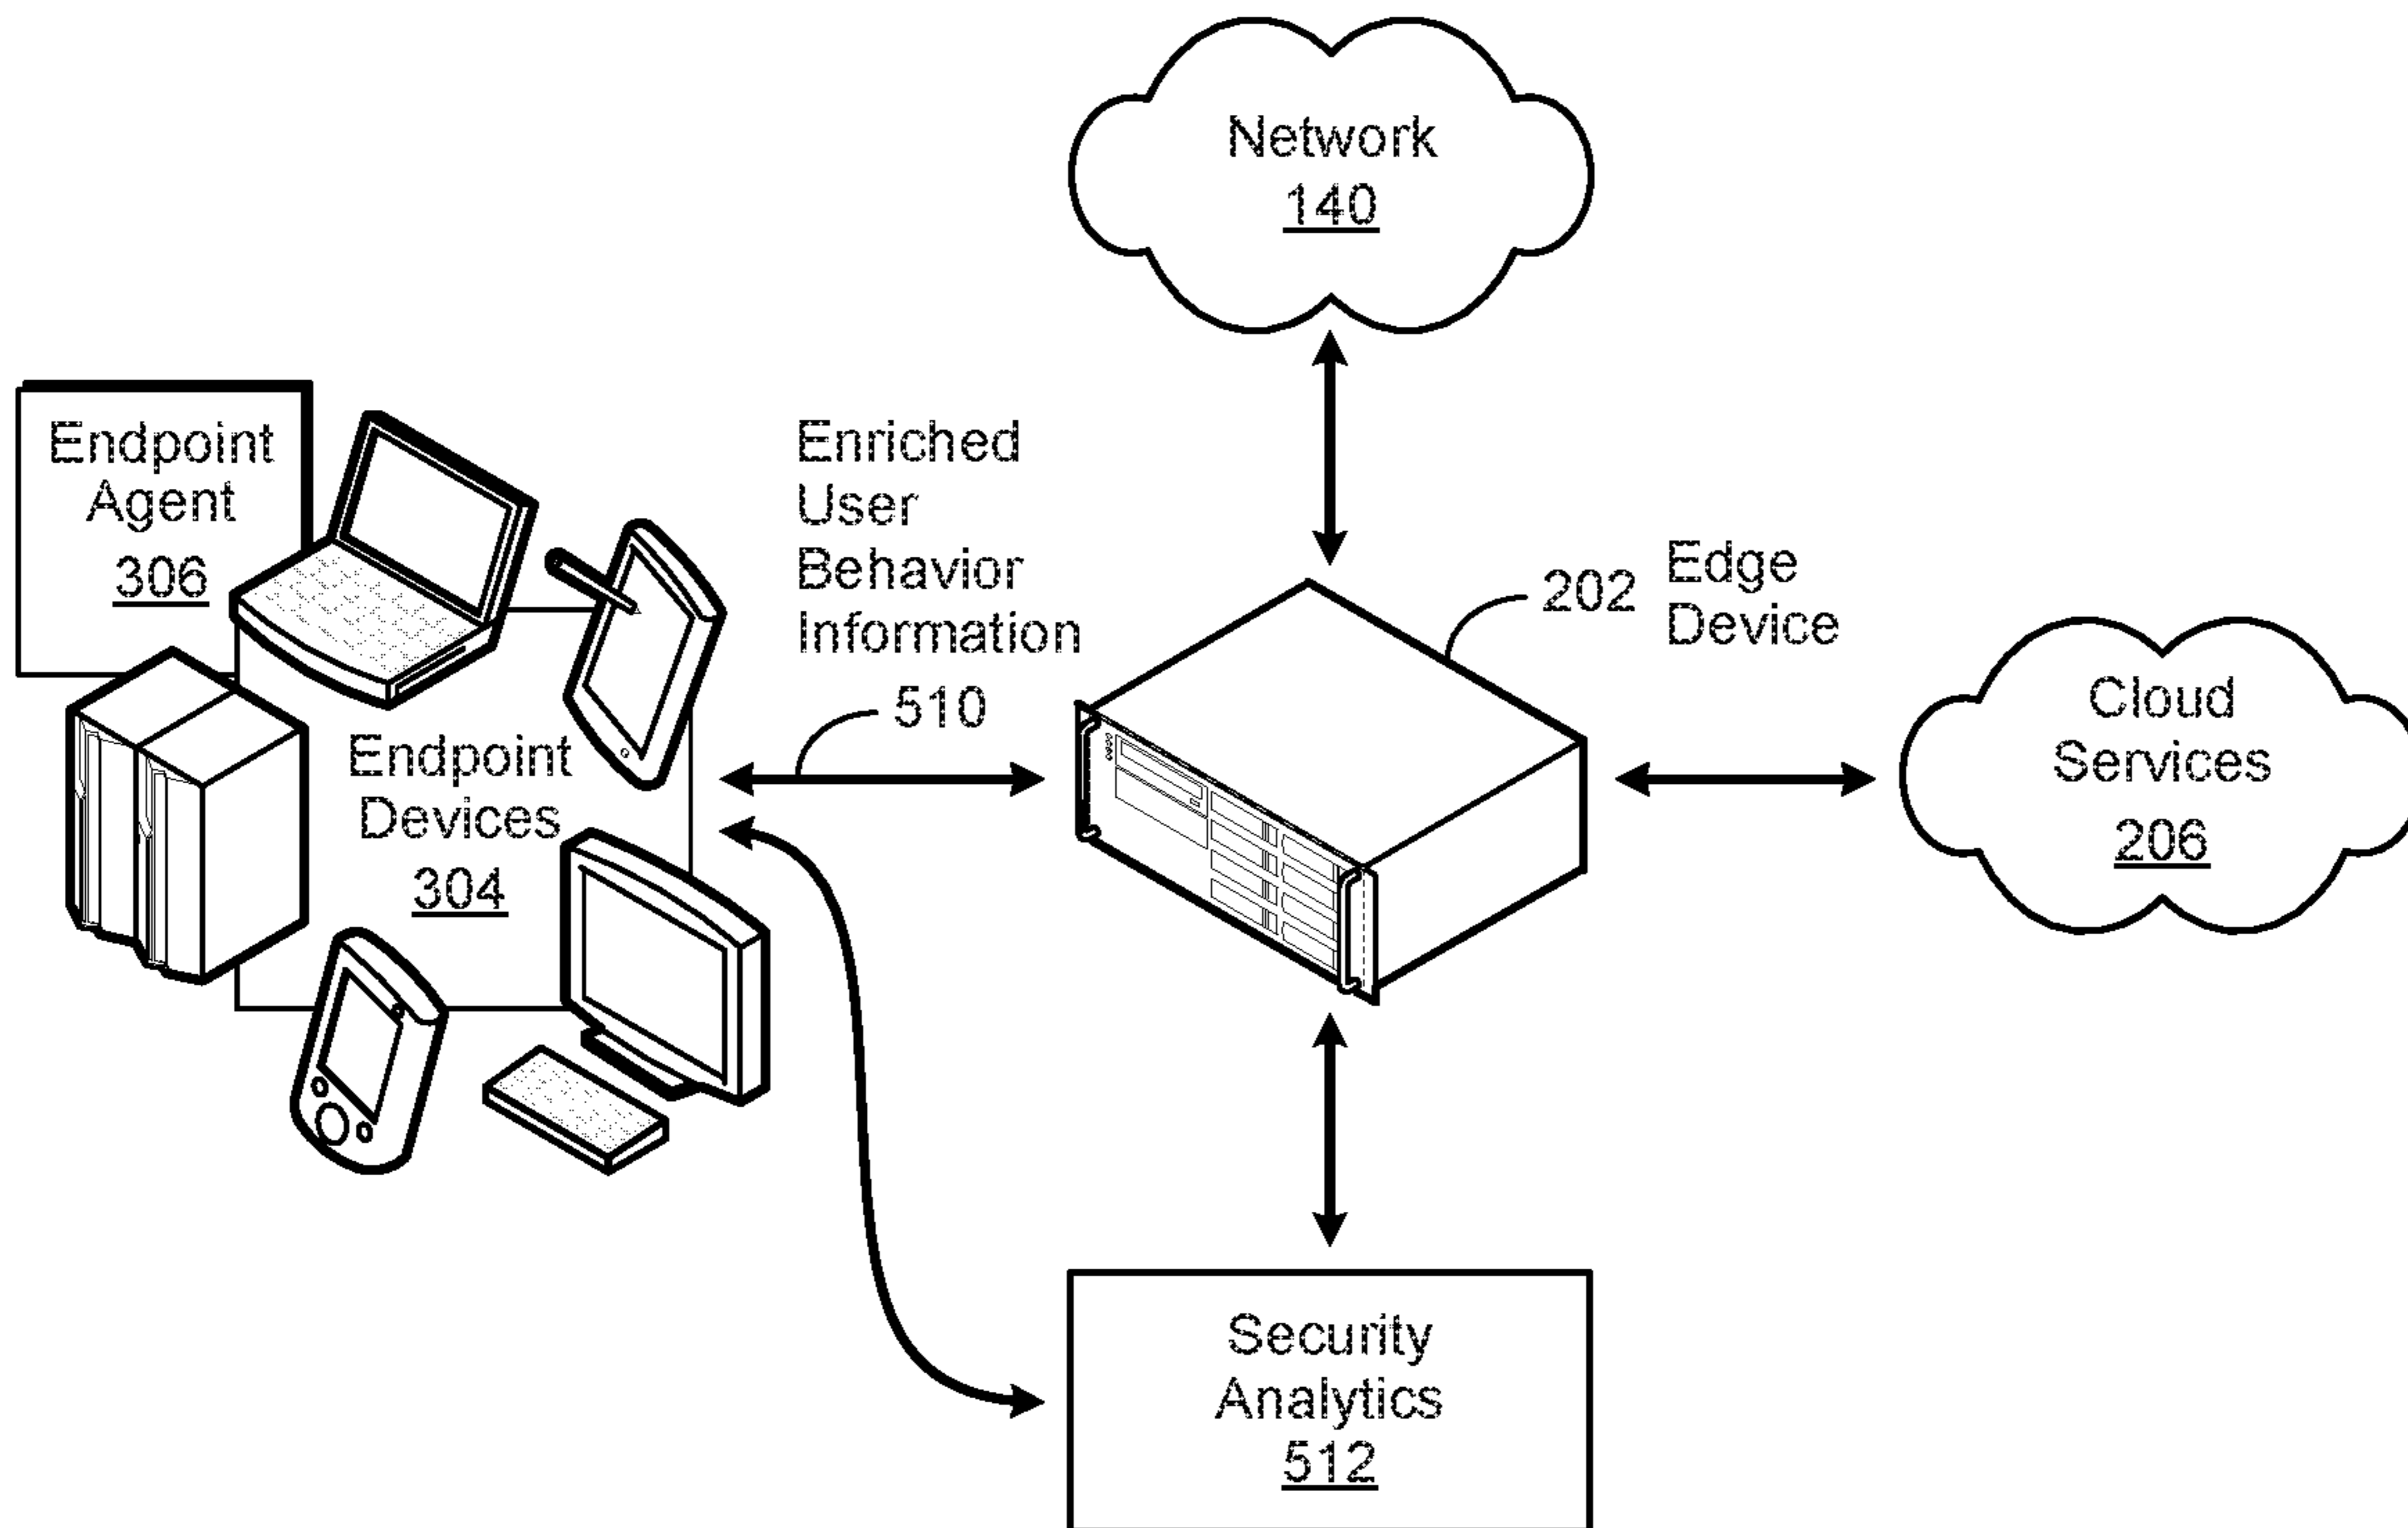 Network
140
Endpoint
Agent
306
Enriched
User
Behavior
Information
510
202
Edge
Device
Cloud
Services
206
Endpoint
Devices
304
Security
Analytics
512